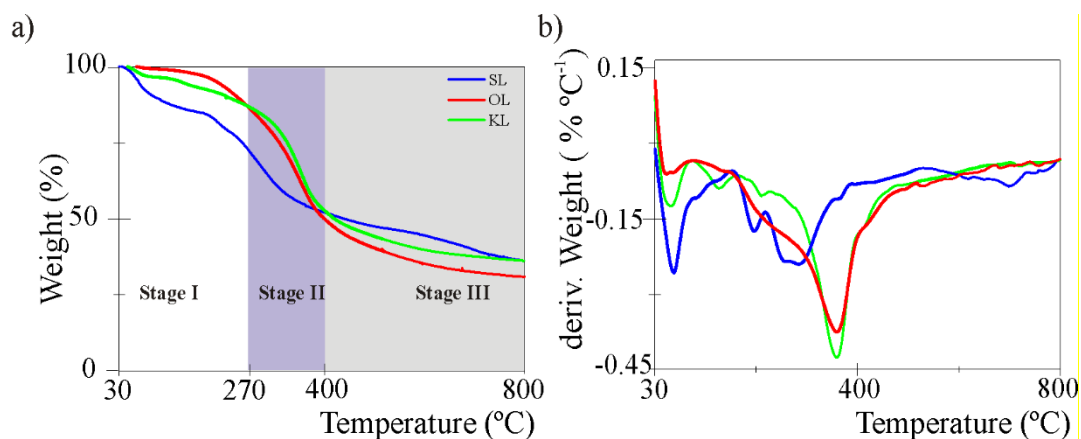 a)
100
50
0
Weight (%)
SL
OL
KL
Stage I
Stage II
Stage III
30
270
400
800
Temperature (ºC)
b)
0.15
-0.15
-0.45
deriv. Weight ( % ºC-1)
30
400
800
Temperature (ºC)